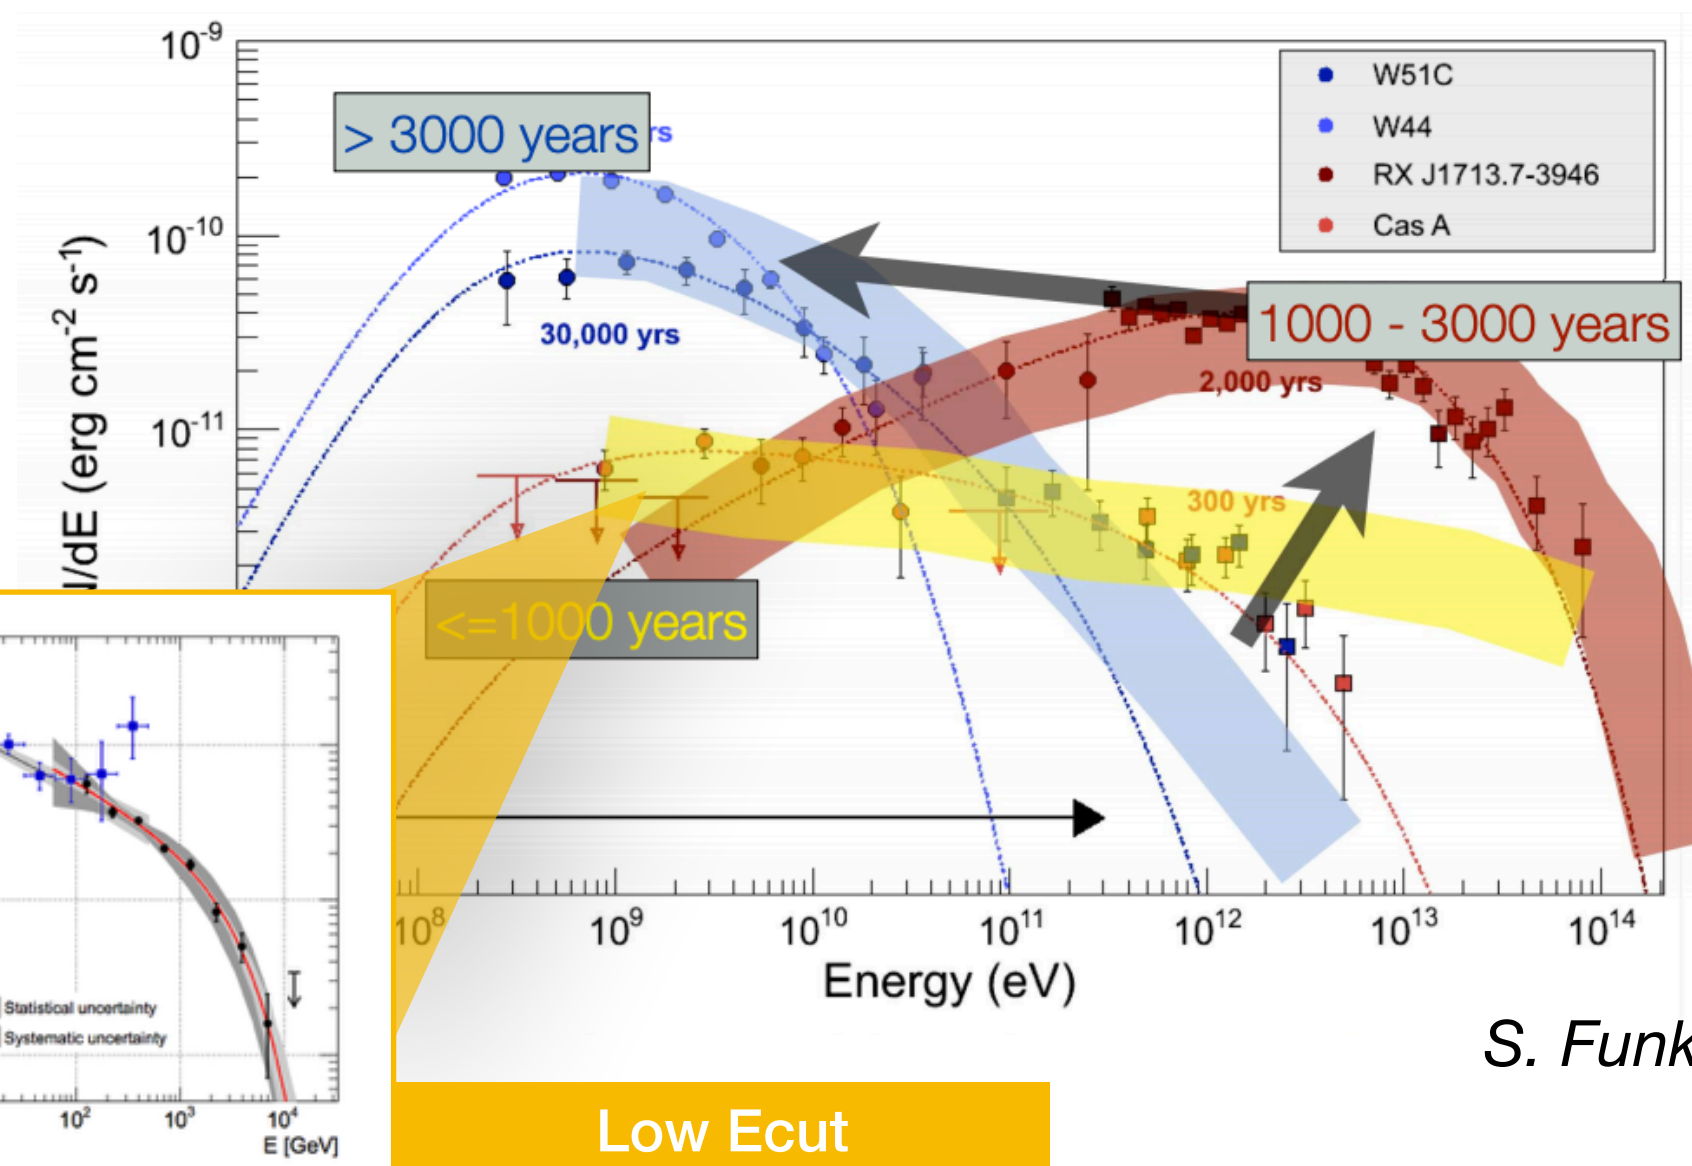 10-9
10-10
10-11
/dE (erg cm-2 s-1)
> 3000 years
rs
W51C
W44
RX J1713.7-3946
Cas A
30,000 yrs
1000 - 3000 years
2,000 yrs
300 yrs
<=1000 years
108
109
1010
1011
1012
1013
1014
Energy (eV)
Statistical uncertainty
Systematic uncertainty
102
103
104
E [GeV]
S. Funk
Low Ecut